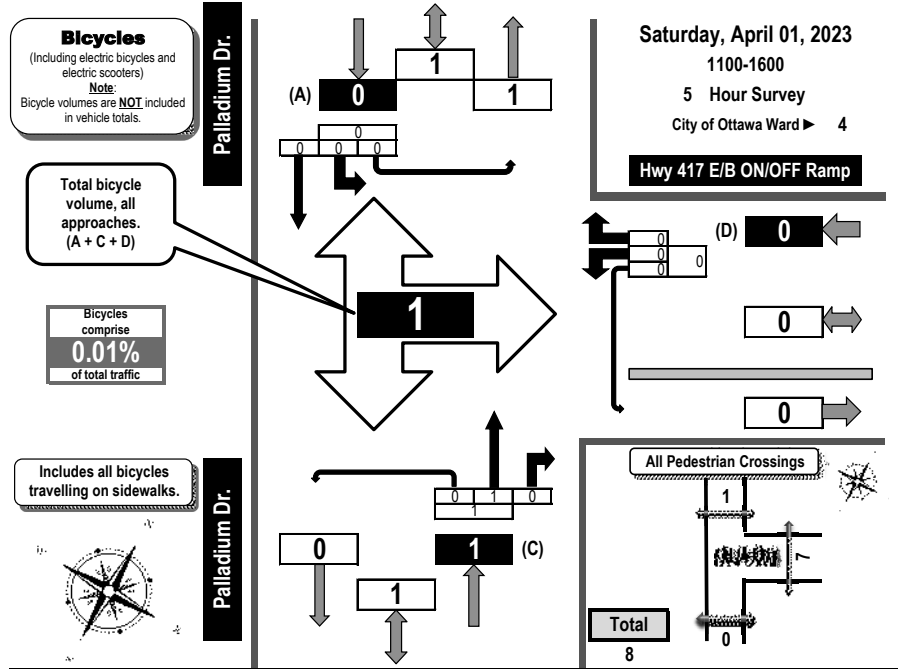 Bicycles
(Including electric bicycles and
electric scooters)
Note:
Bicycle volumes are NOT included
in vehicle totals.
Palladium Dr.
(A)
0
1
1
0
0 0 0
Saturday, April 01, 2023
1100-1600
5 Hour Survey
City of Ottawa Ward ► 4
Hwy 417 E/B ON/OFF Ramp
Total bicycle
volume, all
approaches.
(A + C + D)
1
0
0
0
0
(D)
0
0
0
Bicycles
comprise
0.01%
of total traffic
Includes all bicycles
travelling on sidewalks.
Palladium Dr.
0 1 0
1
0
1
(C)
1
All Pedestrian Crossings
1
7
0
Total
8